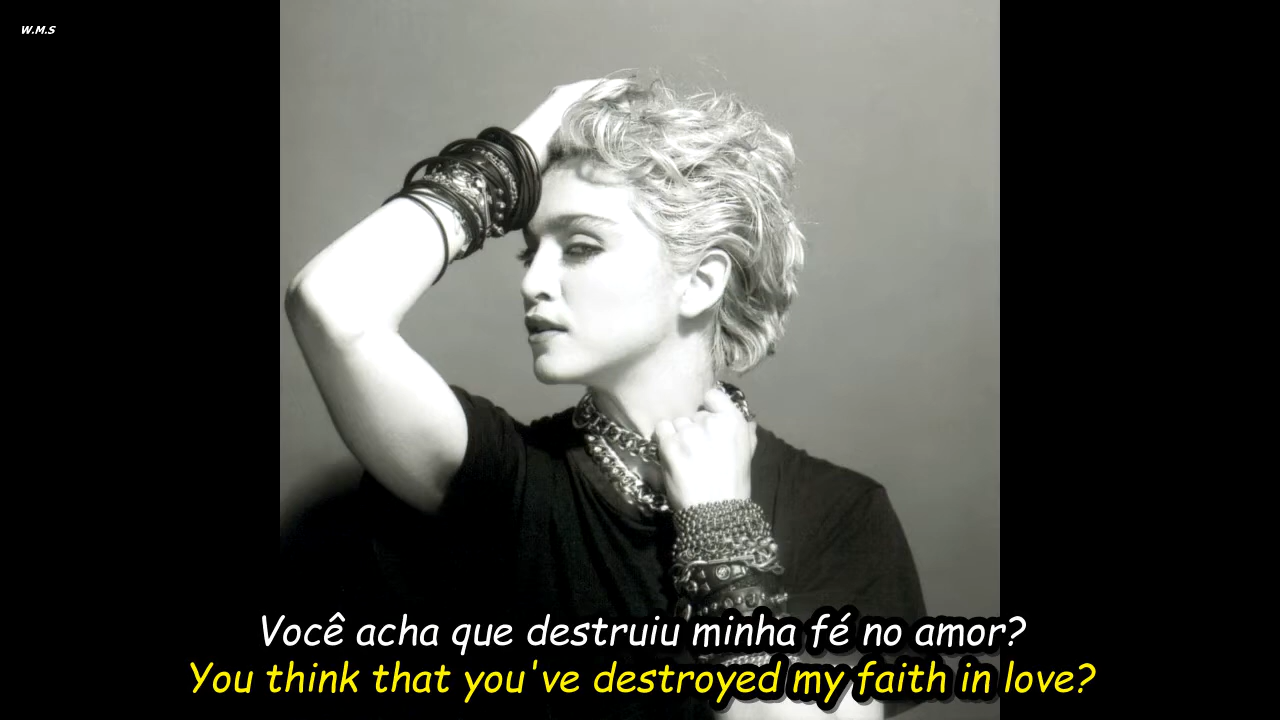 W.M.S
Você acha que destruiu minha fé no amor?
You think that you've destroyed my faith in love?